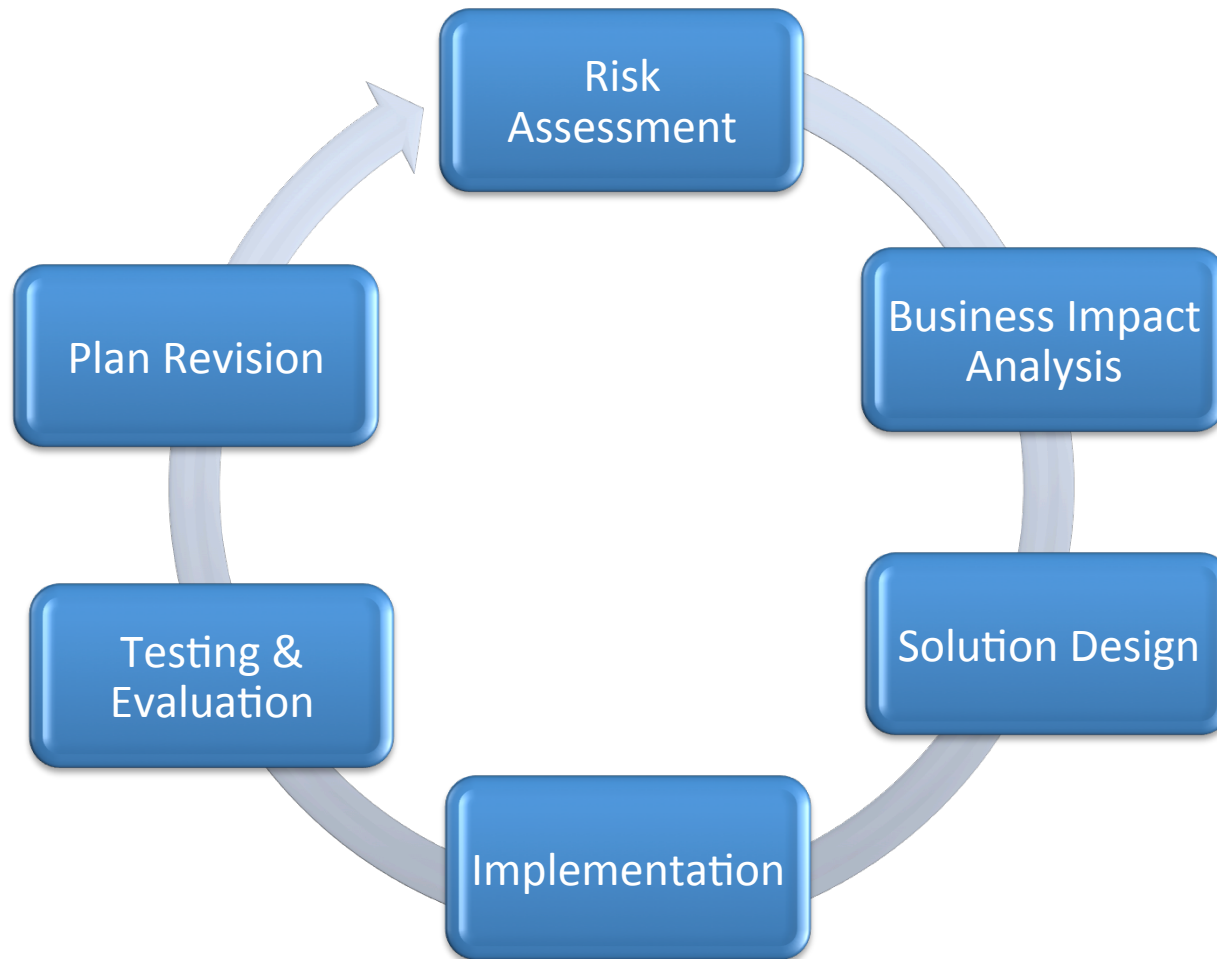 Risk
Assessment
Business Impact
Analysis
Solution Design
Implementation
Testing &
Evaluation
Plan Revision